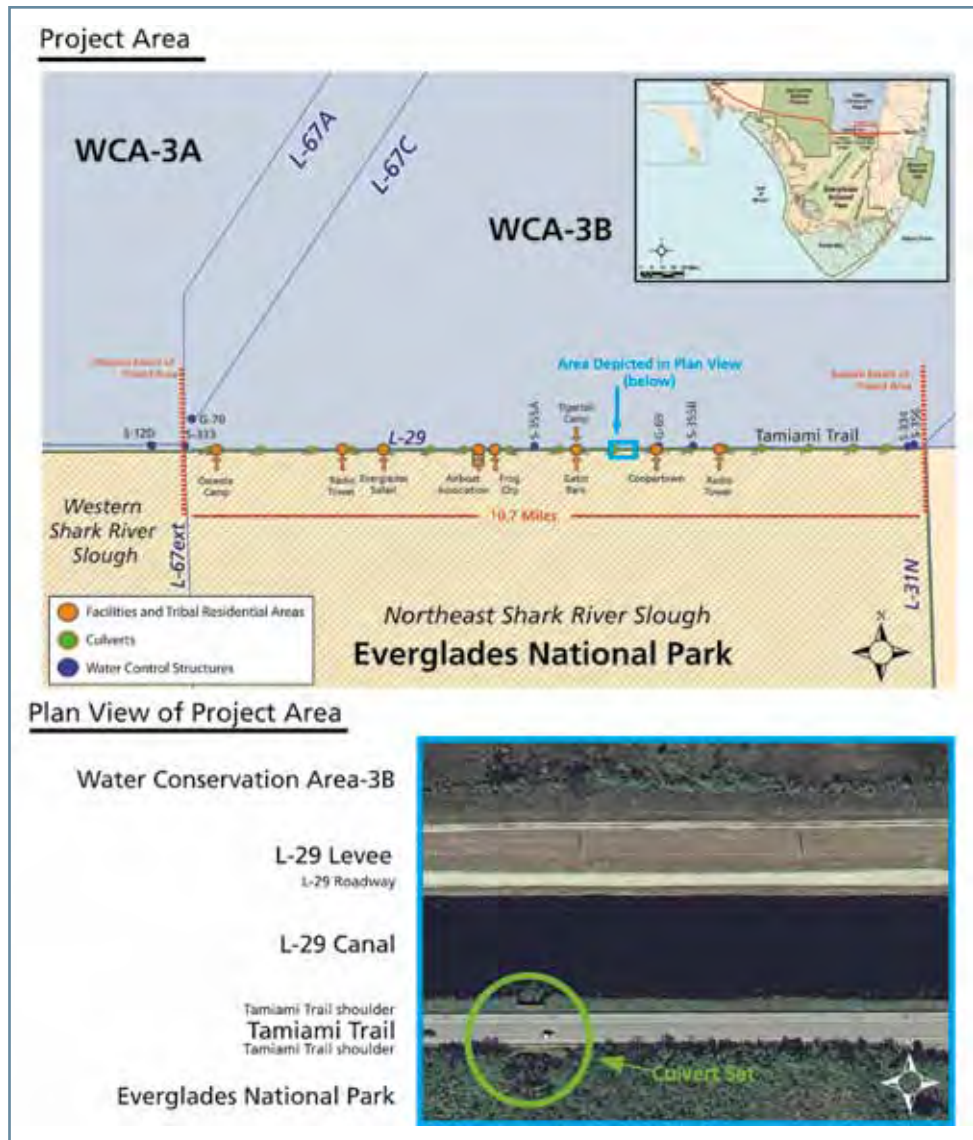 Project Area
WCA-3A
L-67A
L-67C
WCA-3B
Area Depicted in Plan View
(below)
Project Area
Project Area
Tigertail
Camp
G-70
S-333
L-29
S-355A
G-69
S-355B
Tamiami Trail
S-334
S-356
Osceola
Camp
Radio
Tower
Everglades
Safari
Airboat
Association
Frog
City
Gator
Park
Coopertown
Radio
Tower
10.7 Miles
Western
Shark River
Slough
L-67ext
L-31N
Facilities and Tribal Residential Areas
Culverts
Water Control Structures
Northeast Shark River Slough
Everglades National Park
N
Plan View of Project Area
Water Conservation Area-3B
L-29 Levee
L-29 Roadway
L-29 Canal
Tamiami Trail shoulder
Tamiami Trail
Tamiami Trail shoulder
Everglades National Park
Culvert Set